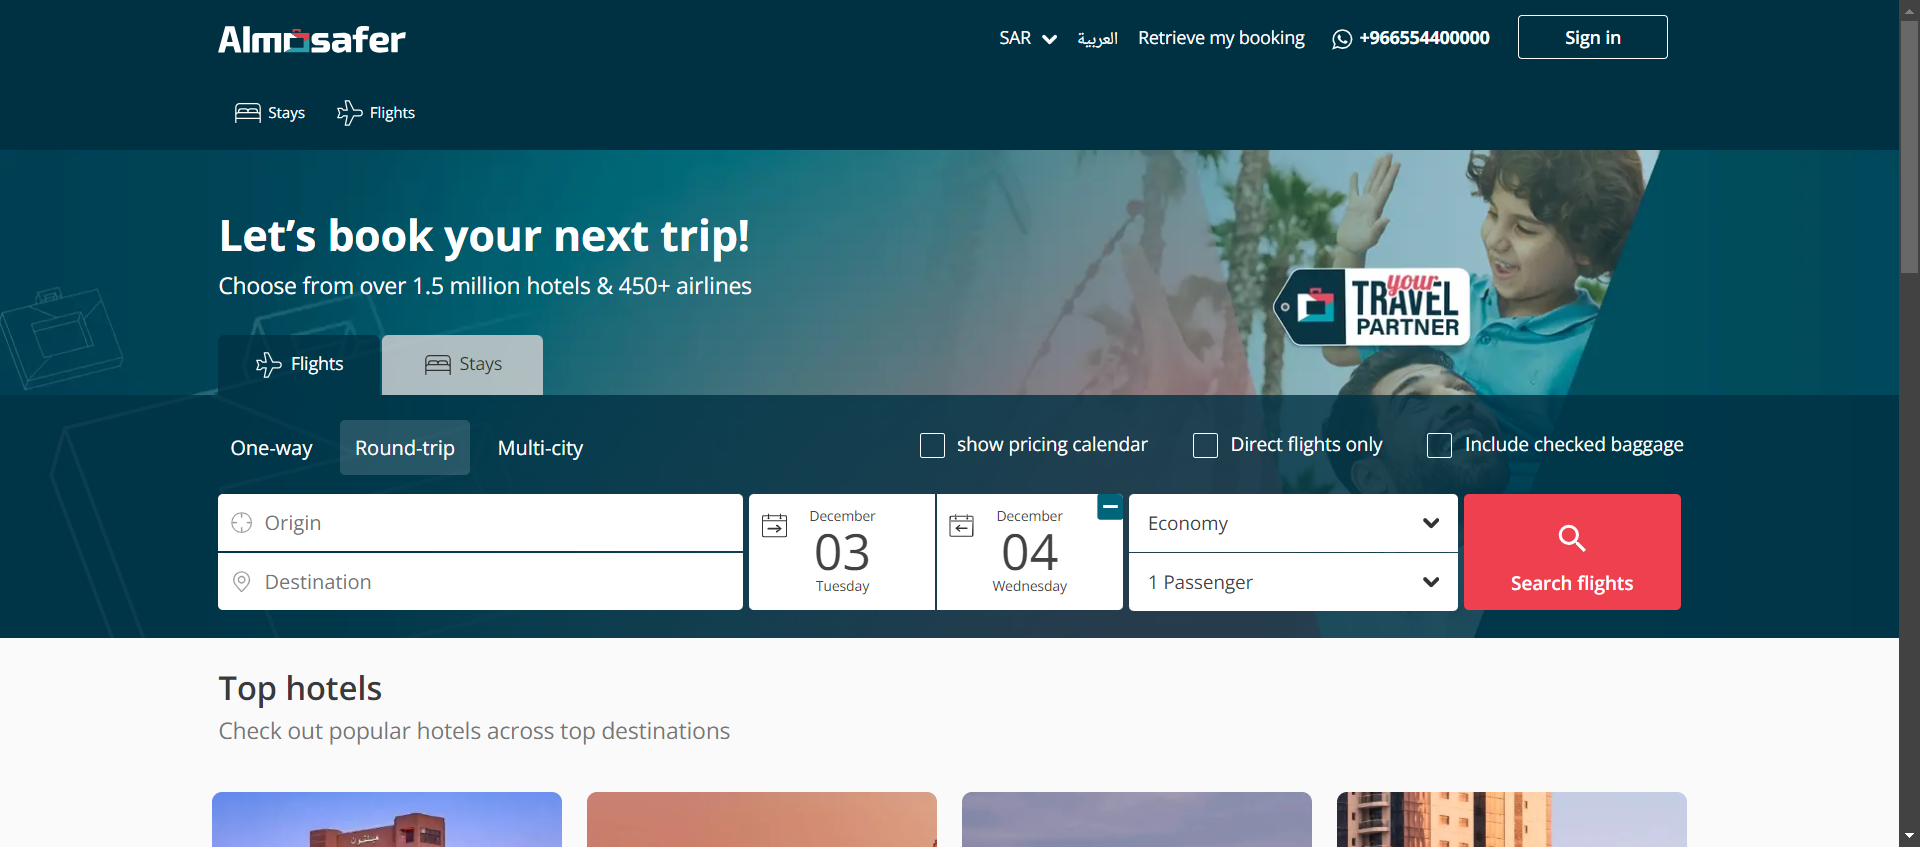 Almosafer
SAR
العربية
Retrieve my booking
+966554400000
Sign in
Stays
Flights
Let's book your next trip!
Choose from over 1.5 million hotels & 450+ airlines
your
TRAVEL
PARTNER
Flights
Stays
One-way
Round-trip
Multi-city
show pricing calendar
Direct flights only
Include checked baggage
Origin
Destination
December
03
Tuesday
December
04
Wednesday
Economy
1 Passenger
Search flights
Top hotels
Check out popular hotels across top destinations